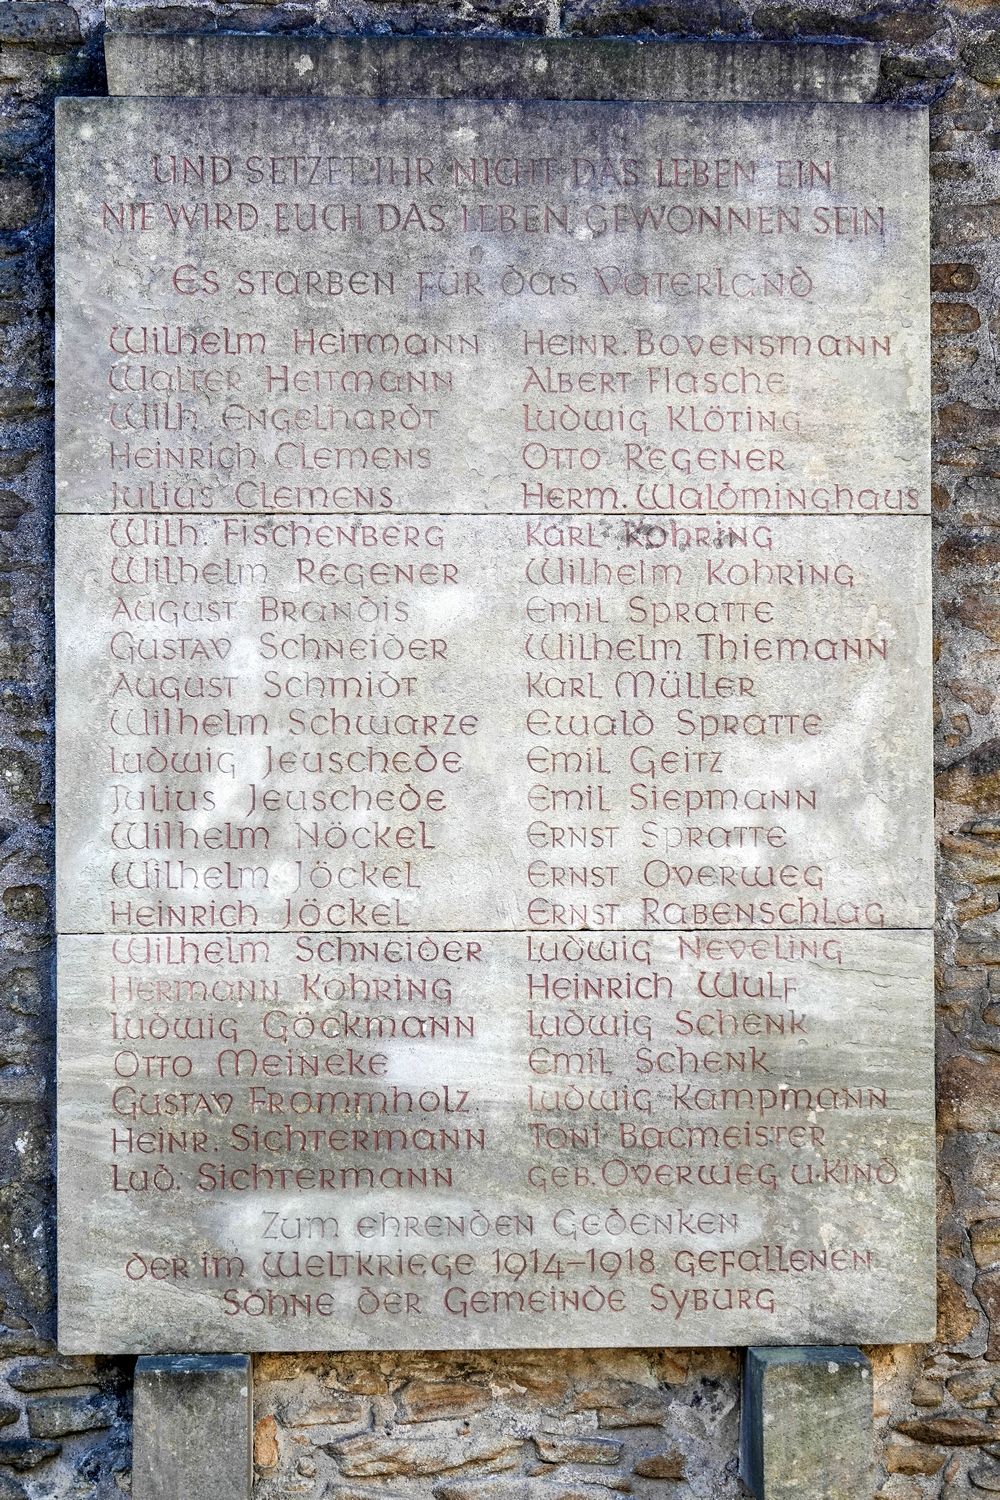 UND SETZET IHR NICHT DAS LEBEN EIN
NIE WIRD EUCH DAS LEBEN GEWONNEN SEIN
ES STARBEN FÜR DAS VATERLAND
WILHELM HEITMANN
WALTER HEITMANN
WILH. ENGELHARDT
HEINRICH CLEMENS
JULIUS CLEMENS
WILH. FISCHENBERG
WILHELM REGENER
AUGUST BRANDIS
GUSTAV SCHNEIDER
AUGUST SCHMIDT
WILHELM SCHWARZE
LUDWIG JEUSCHEDE
JULIUS JEUSCHEDE
WILHELM NÖCKEL
WILHELM JÖCKEL
HEINRICH JÖCKEL
WILHELM SCHNEIDER
HERMANN KOHRING
LUDWIG GÖCKMANN
OTTO MEINEKE
GUSTAV FROMMHOLZ
HEINR. SICHTERMANN
LUD. SICHTERMANN
HEINR. BOVENSMANN
ALBERT FLASCHE
LUDWIG KLÖTING
OTTO REGENER
HERM. WALDMINGHAUS
KARL KOHRING
WILHELM KOHRING
EMIL SPRATTE
WILHELM THIEMANN
KARL MÜLLER
EWALD SPRATTE
EMIL GEITZ
EMIL SIEPMANN
ERNST SPRATTE
ERNST OVERWEG
ERNST RABENSCHLAG
LUDWIG NEVELING
HEINRICH WULF
LUDWIG SCHENK
EMIL SCHENK
LUDWIG KAMPMANN
TONI BACMEISTER
GEB. OVERWEG U. KIND
ZUM EHRENDEN GEDENKEN
DER IM WELTKRIEGE 1914-1918 GEFALLENEN
SÖHNE DER GEMEINDE SYBURG